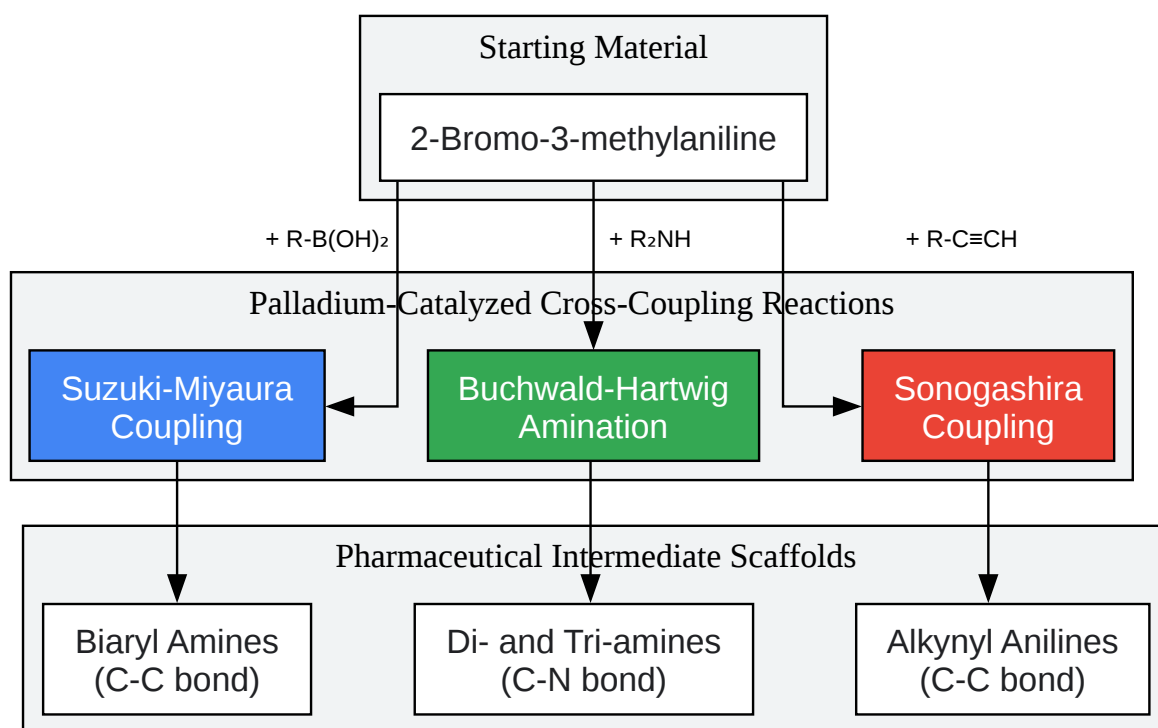 Starting Material
2-Bromo-3-methylaniline
+ R-B(OH)₂
+ R₂NH
+ R-C≡CH
Palladium-Catalyzed Cross-Coupling Reactions
Suzuki-Miyaura
Coupling
Buchwald-Hartwig
Amination
Sonogashira
Coupling
Pharmaceutical Intermediate Scaffolds
Biaryl Amines
(C-C bond)
Di- and Tri-amines
(C-N bond)
Alkynyl Anilines
(C-C bond)